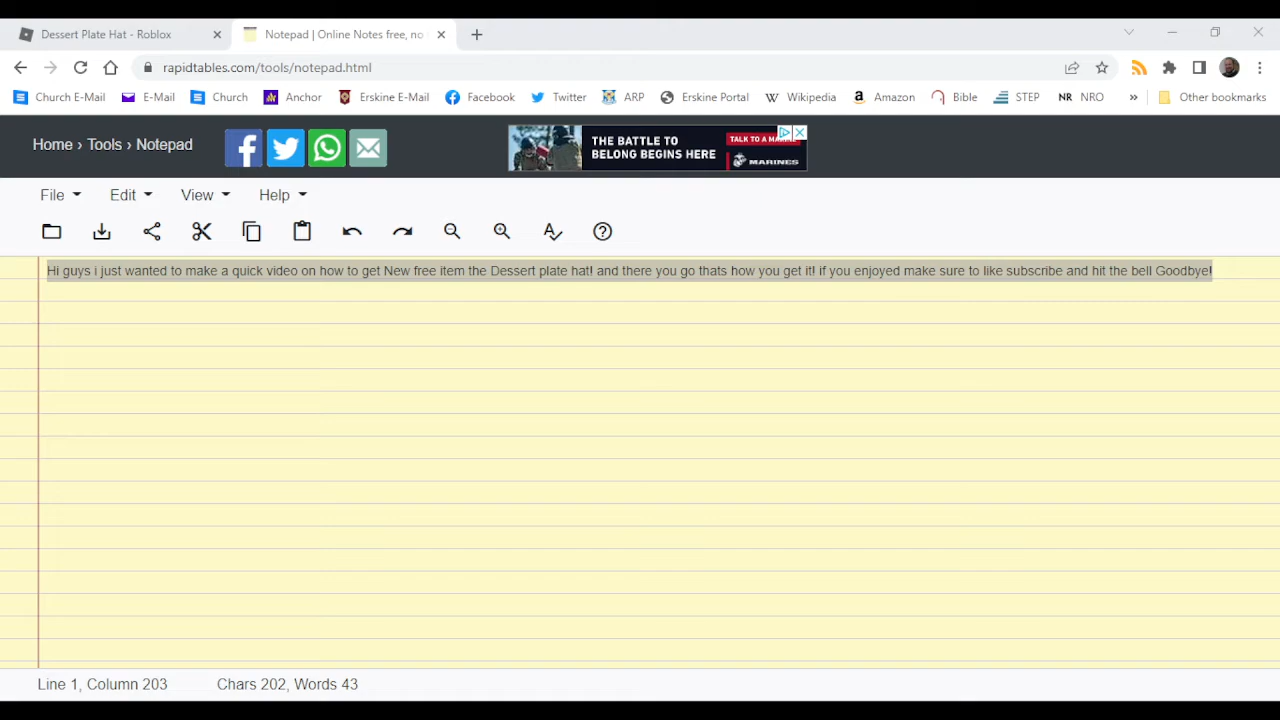 Dessert Plate Hat - Roblox
Notepad | Online Notes free, no
rapidtables.com/tools/notepad.html
Church E-Mail E-Mail Church Anchor Erskine E-Mail Facebook Twitter ARP Erskine Portal Wikipedia Amazon Bible STEP NR NRO » Other bookmarks
Home › Tools › Notepad
THE BATTLE TO
BELONG BEGINS HERE
TALK TO A MARINE
MARINES
File Edit View Help
Hi guys i just wanted to make a quick video on how to get New free item the Dessert plate hat! and there you go thats how you get it! if you enjoyed make sure to like subscribe and hit the bell Goodbye!
Line 1, Column 203 Chars 202, Words 43